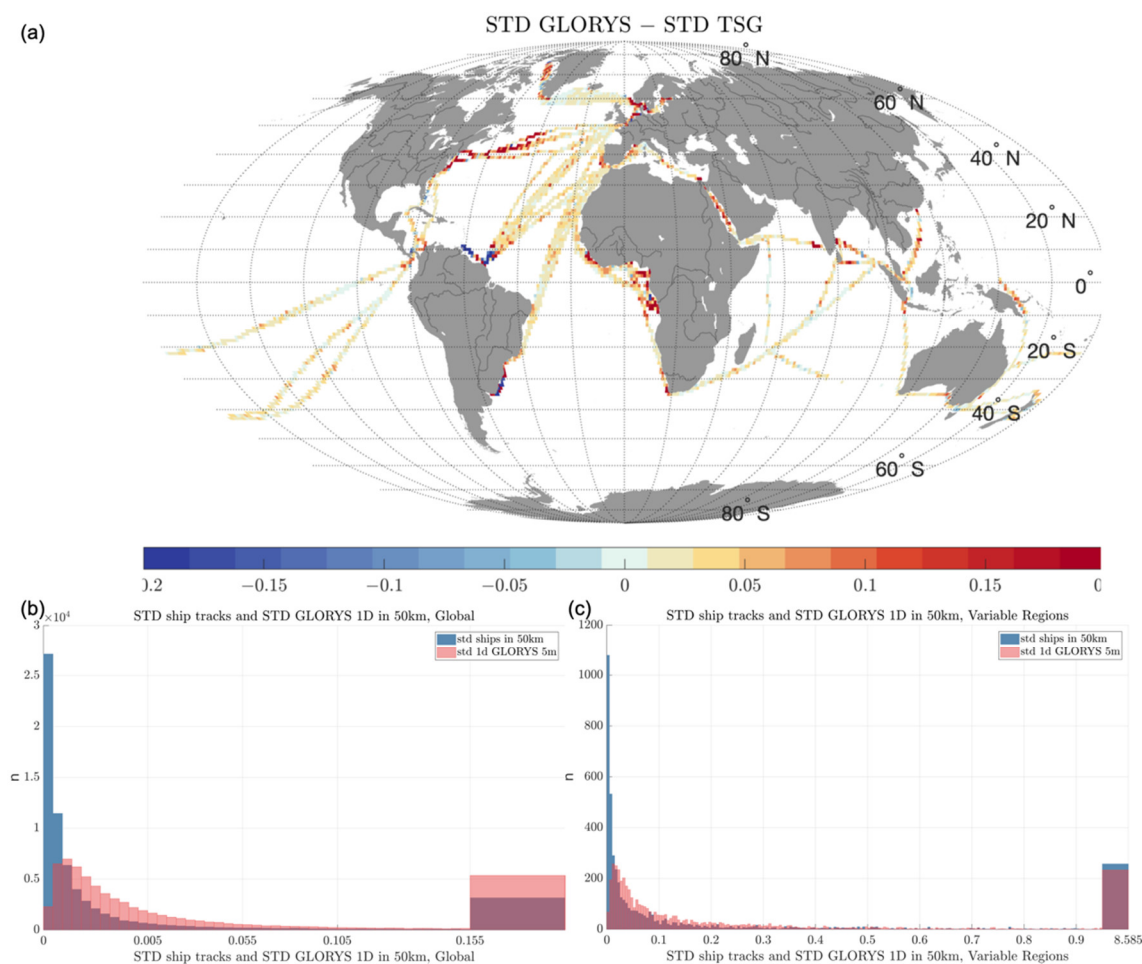 (a)
STD GLORYS − STD TSG
80° N
60° N
40° N
20° N
0°
20° S
40° S
60° S
80° S
0.2 −0.15 −0.1 −0.05 0 0.05 0.1 0.15 0
(b) (c)
STD ship tracks and STD GLORYS 1D in 50km, Global
×10⁴
3
2.5
2
1.5
1
0.5
0
n
std ships in 50km
std 1d GLORYS 5m
0 0.005 0.055 0.105 0.155
STD ship tracks and STD GLORYS 1D in 50km, Global
STD ship tracks and STD GLORYS 1D in 50km, Variable Regions
1200
1000
800
600
400
200
0
n
std ships in 50km
std 1d GLORYS 5m
0 0.1 0.2 0.3 0.4 0.5 0.6 0.7 0.8 0.9 8.585
STD ship tracks and STD GLORYS 1D in 50km, Variable Regions